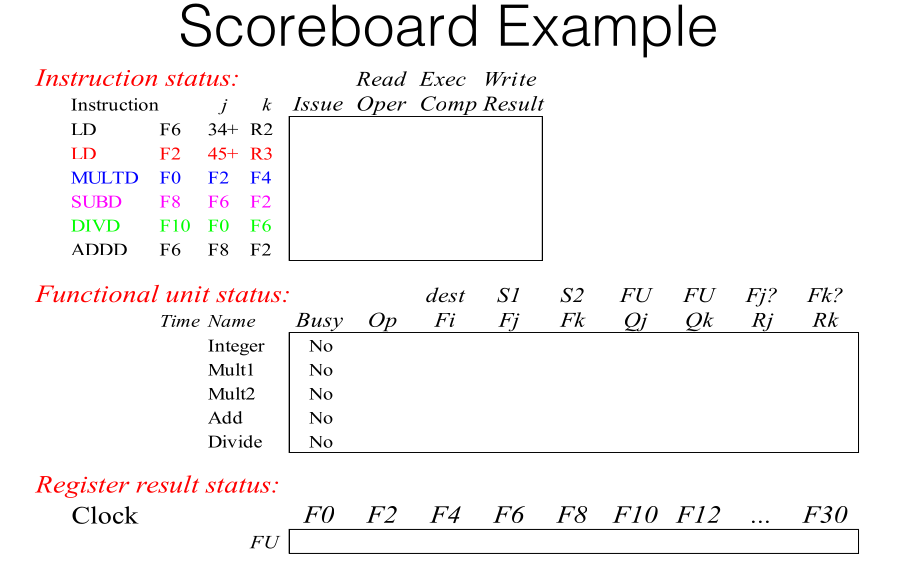 Scoreboard Example
Instruction status: Read Exec Write
Instruction j k Issue Oper Comp Result
LD F6 34+ R2
LD F2 45+ R3
MULTD F0 F2 F4
SUBD F8 F6 F2
DIVD F10 F0 F6
ADDD F6 F8 F2
Functional unit status: dest S1 S2 FU FU Fj? Fk?
Time Name Busy Op Fi Fj Fk Qj Qk Rj Rk
Integer No
Mult1 No
Mult2 No
Add No
Divide No
Register result status:
Clock F0 F2 F4 F6 F8 F10 F12 ... F30
FU